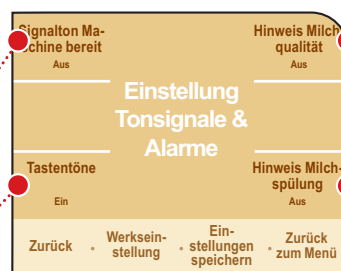 Signalton Ma-
schine bereit
Aus
Hinweis Milch-
qualität
Aus
Einstellung
Tonsignale &
Alarme
Tastentöne
Ein
Hinweis Milch-
spülung
Aus
Zurück
Werksein-
stellung
Ein-
stellungen
speichern
Zurück
zum Menü